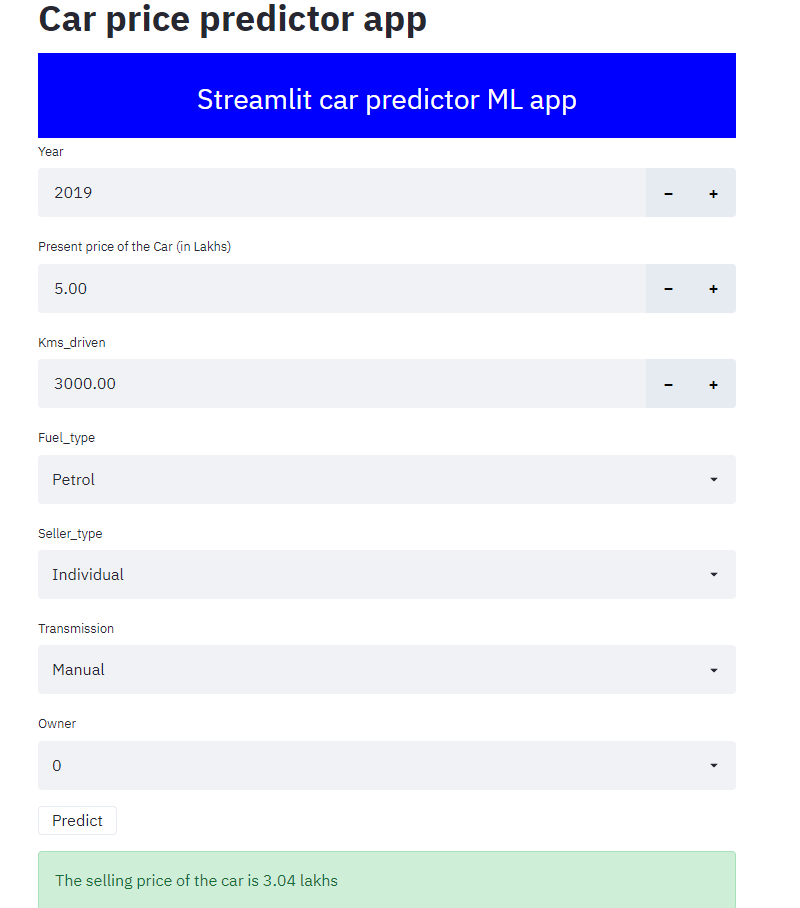 Car price predictor app
Streamlit car predictor ML app
Year
2019
− +
Present price of the Car (in Lakhs)
5.00
− +
Kms_driven
3000.00
− +
Fuel_type
Petrol
Seller_type
Individual
Transmission
Manual
Owner
0
Predict
The selling price of the car is 3.04 lakhs